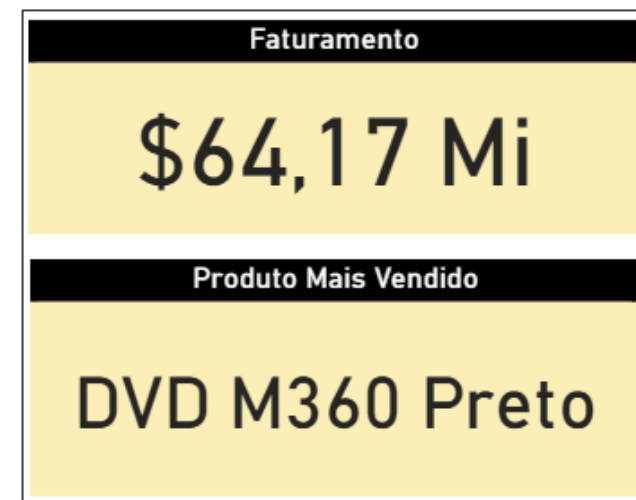 Faturamento
$64,17 Mi
Produto Mais Vendido
DVD M360 Preto